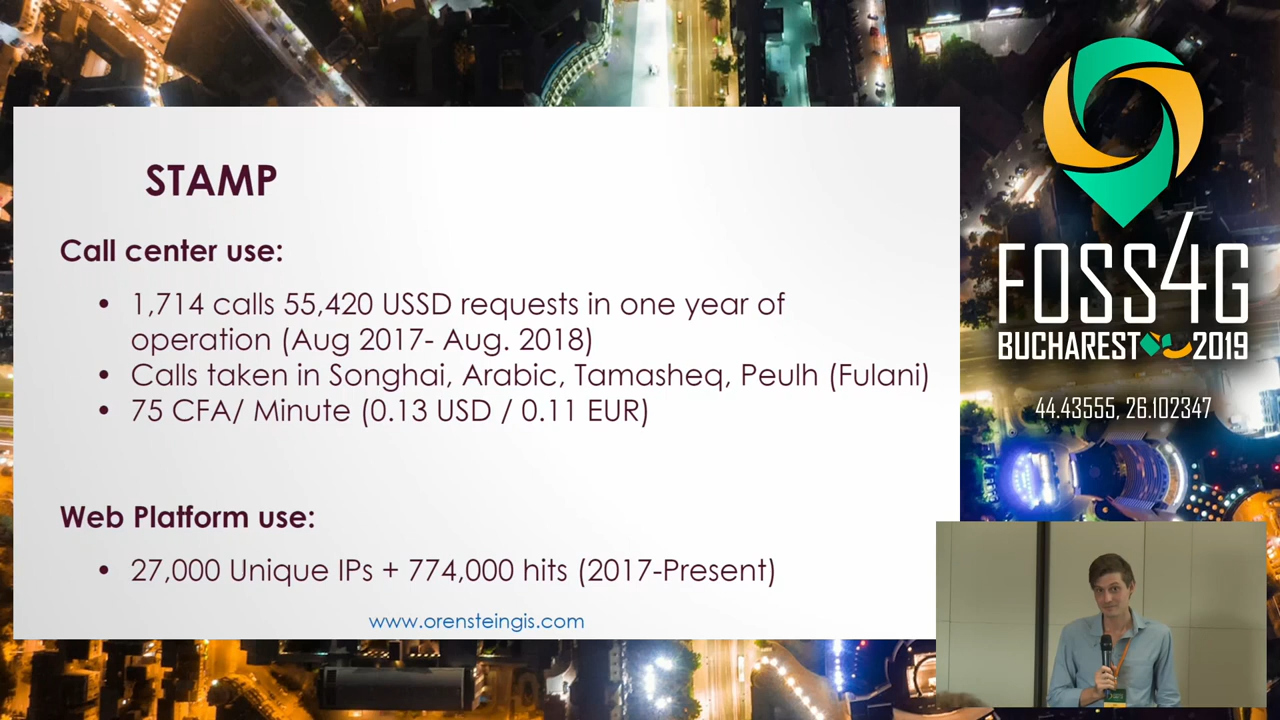 STAMP
Call center use:
• 1,714 calls 55,420 USSD requests in one year of
operation (Aug 2017- Aug. 2018)
• Calls taken in Songhai, Arabic, Tamasheq, Peulh (Fulani)
• 75 CFA/ Minute (0.13 USD / 0.11 EUR)
Web Platform use:
• 27,000 Unique IPs + 774,000 hits (2017-Present)
www.orensteingis.com
FOSS4G
BUCHAREST 2019
44.43555, 26.102347